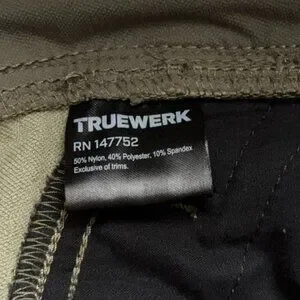 TRUEWERK
RN 147752
50% Nylon, 40% Polyester, 10% Spandex
Exclusive of trims.